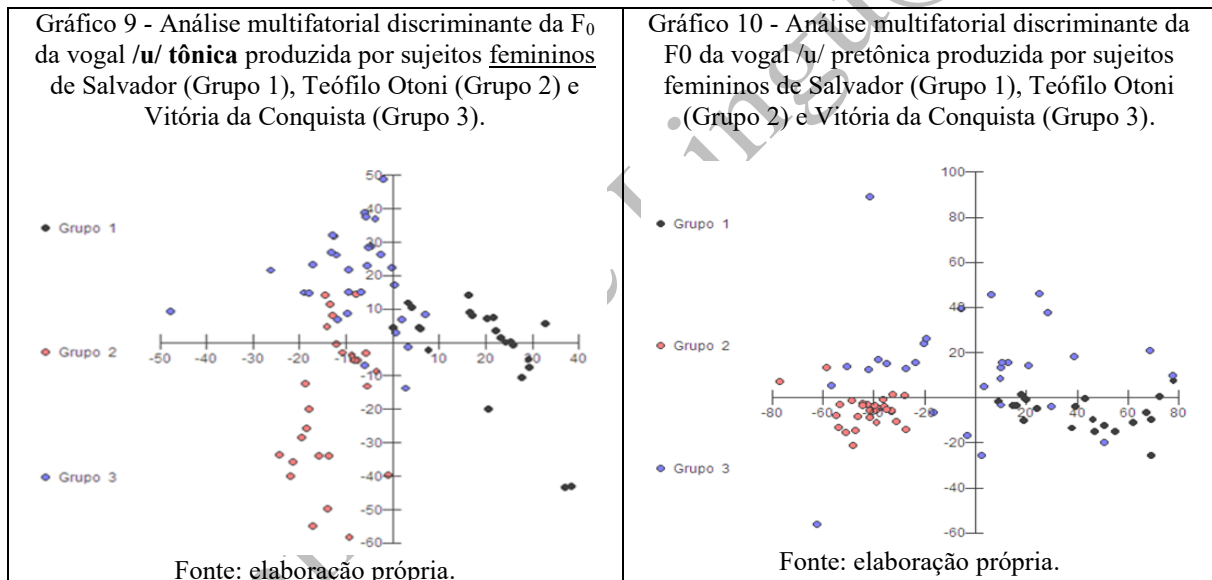 Gráfico 9 - Análise multifatorial discriminante da F0
da vogal /u/ tônica produzida por sujeitos femininos
de Salvador (Grupo 1), Teófilo Otoni (Grupo 2) e
Vitória da Conquista (Grupo 3).
50
40
30
20
10
-10
-20
-30
-40
-50
-60
-50 -40 -30 -20 -10 10 20 30 40
Grupo 1
Grupo 2
Grupo 3
Fonte: elaboração própria.
Gráfico 10 - Análise multifatorial discriminante da
F0 da vogal /u/ pretônica produzida por sujeitos
femininos de Salvador (Grupo 1), Teófilo Otoni
(Grupo 2) e Vitória da Conquista (Grupo 3).
100
80
60
40
20
-20
-40
-60
-80 -60 -40 -20 20 40 60 80
Grupo 1
Grupo 2
Grupo 3
Fonte: elaboração própria.